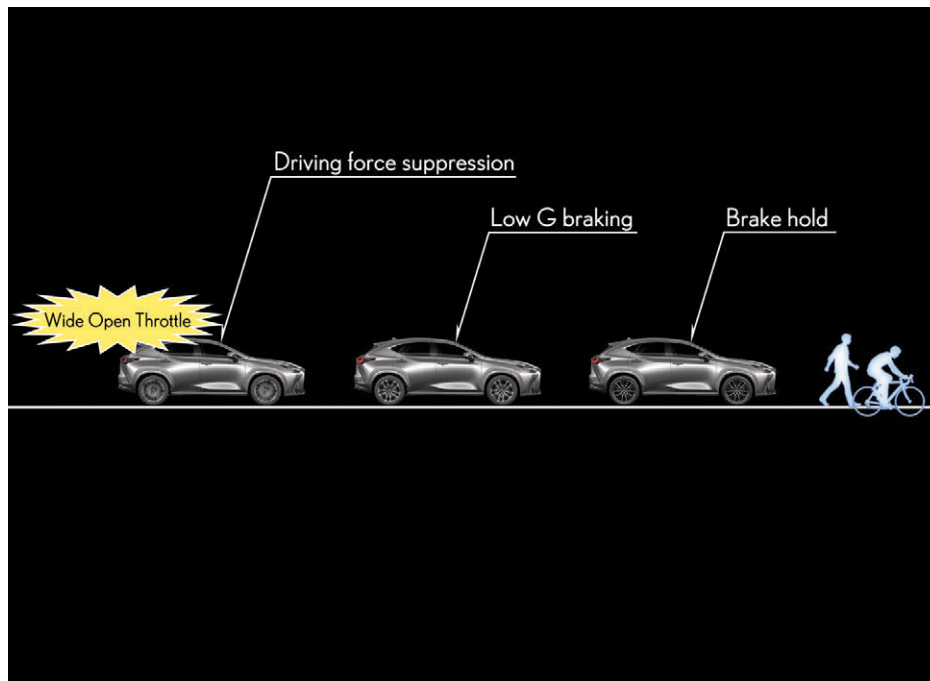 Driving force suppression
Low G braking
Brake hold
Wide Open Throttle